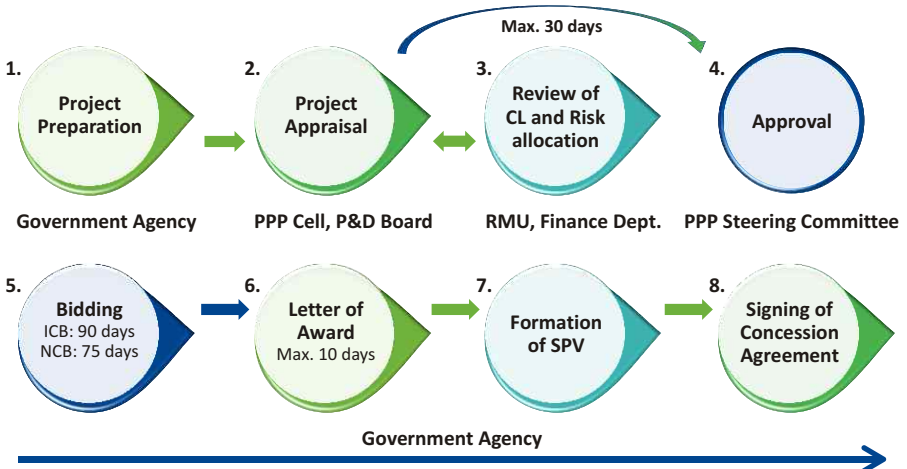 Max. 30 days
1.
Project
Preparation
2.
Project
Appraisal
3.
Review of
CL and Risk
allocation
4.
Approval
Government Agency
PPP Cell, P&D Board
RMU, Finance Dept.
PPP Steering Committee
5.
Bidding
ICB: 90 days
NCB: 75 days
6.
Letter of
Award
Max. 10 days
7.
Formation
of SPV
8.
Signing of
Concession
Agreement
Government Agency